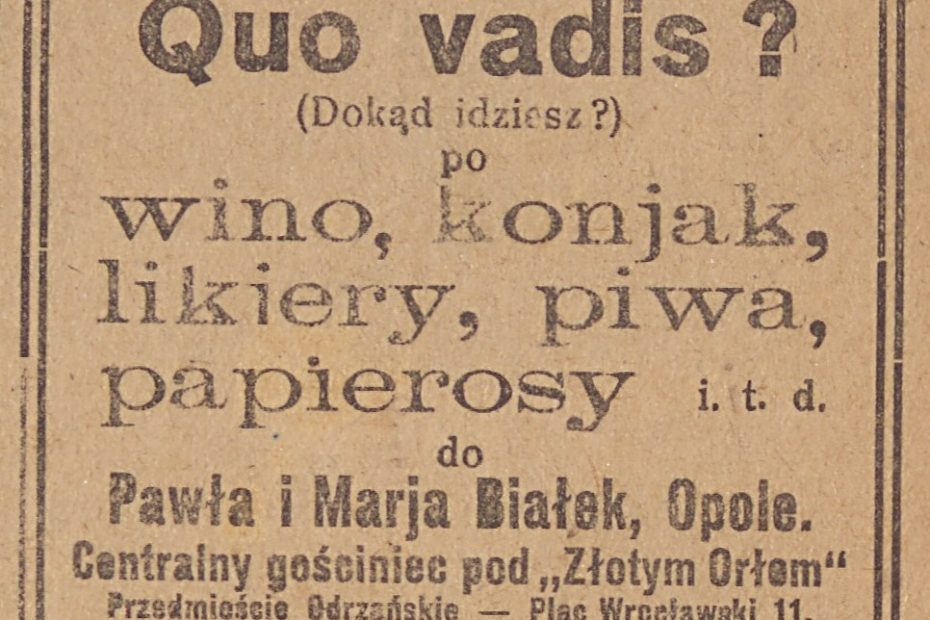 Quo vadis?
(Dokąd idziesz?)
po
wino, konjak,
likiery, piwa,
papierosy i. t. d.
do
Pawła i Marja Białek, Opole.
Centralny gościniec pod „Złotym Orłem“
Przedmieście Odrzańskie — Plac Wrocławski 11.